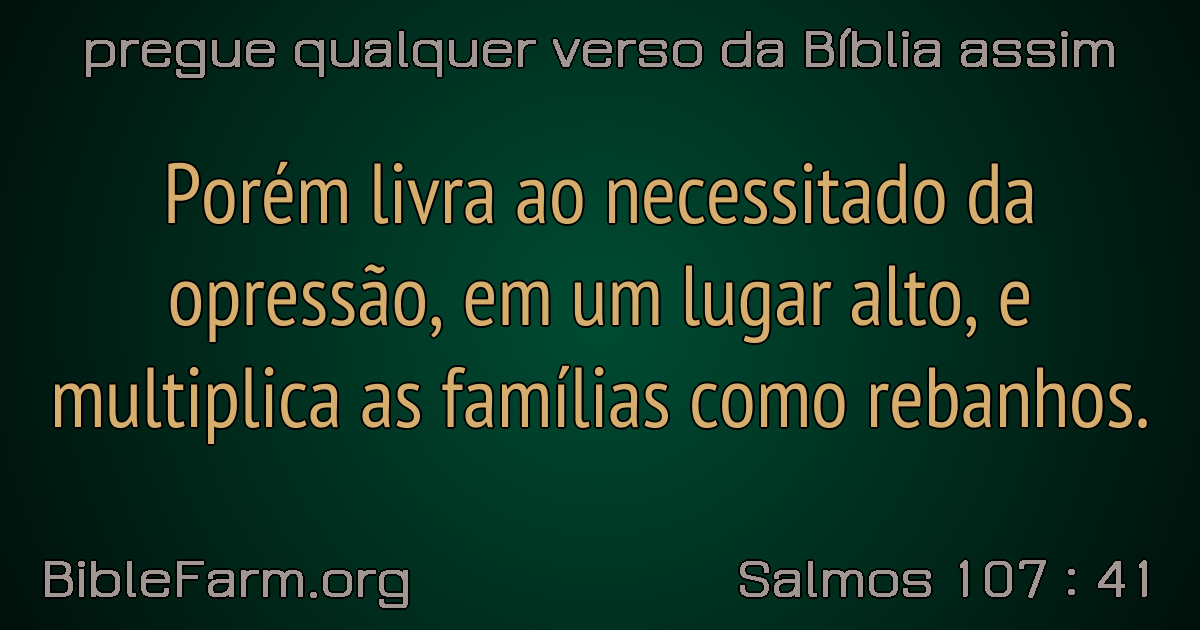 pregue qualquer verso da Bíblia assim
Porém livra ao necessitado da
opressão, em um lugar alto, e
multiplica as famílias como rebanhos.
BibleFarm.org
Salmos 107 : 41